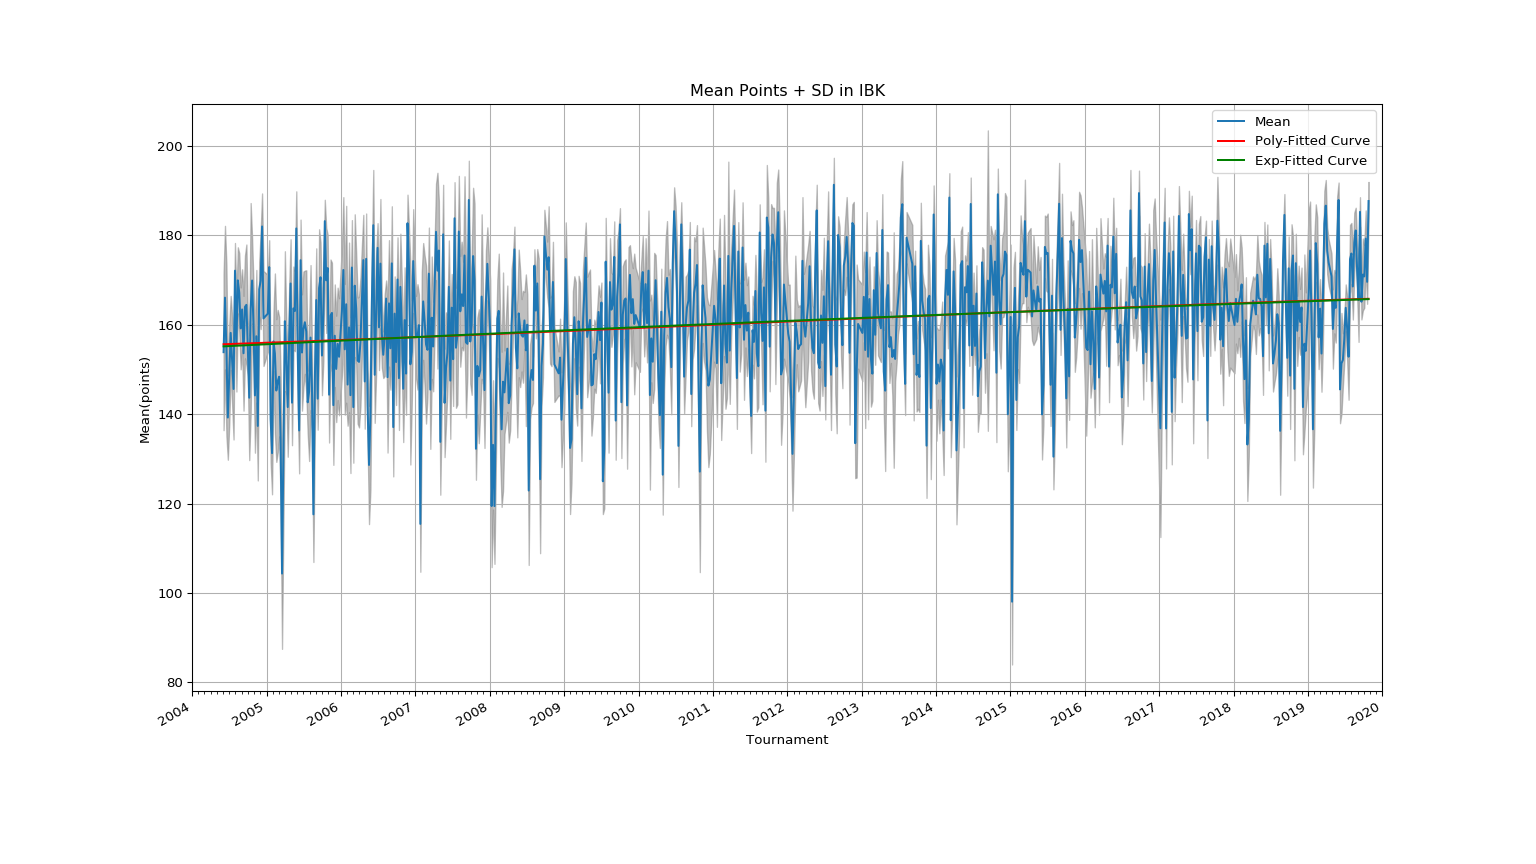 Mean Points + SD in IBK
Mean
Poly-Fitted Curve
Exp-Fitted Curve
200
180
160
140
120
100
80
Mean(points)
2004 2005 2006 2007 2008 2009 2010 2011 2012 2013 2014 2015 2016 2017 2018 2019 2020
Tournament